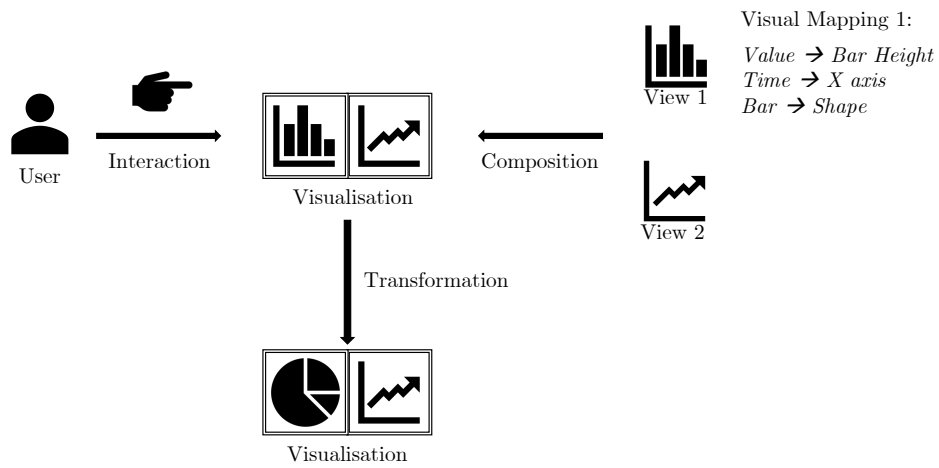 Visual Mapping 1:
Value → Bar Height
Time → X axis
Bar → Shape
View 1
User
Interaction
Visualisation
Composition
View 2
Transformation
Visualisation